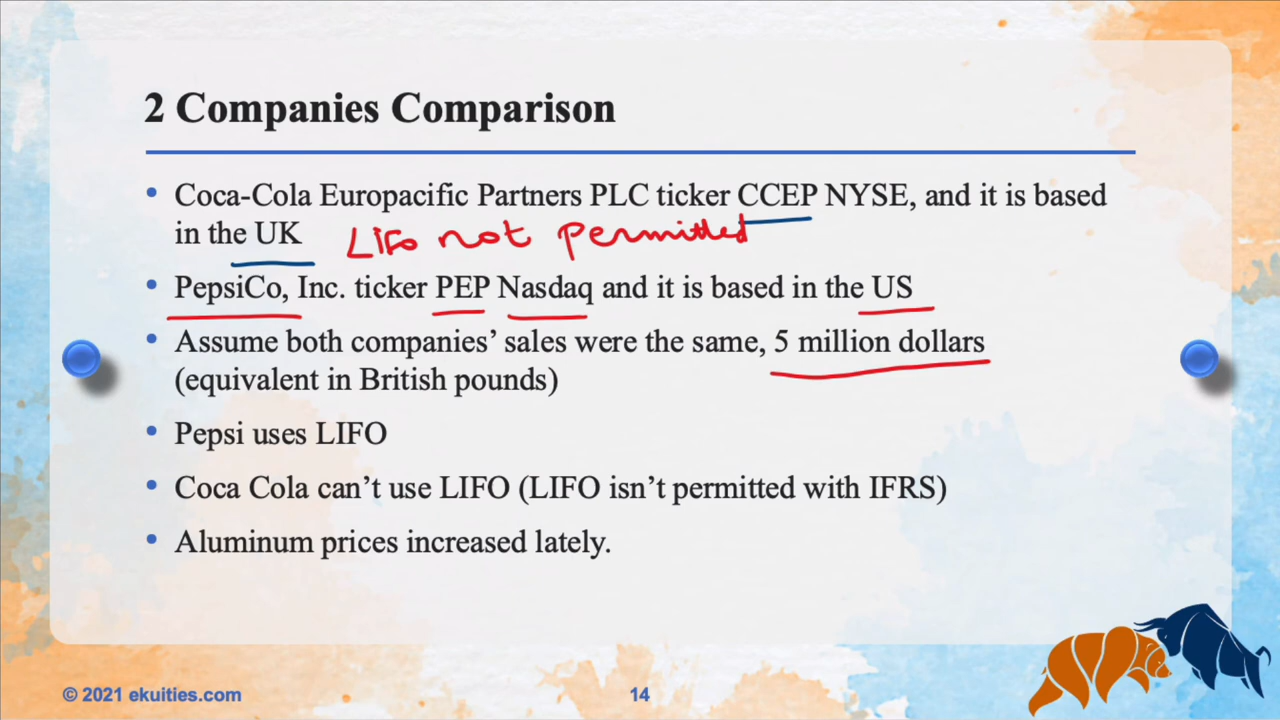 2 Companies Comparison
• Coca-Cola Europacific Partners PLC ticker CCEP NYSE, and it is based
in the UK LIFO not permitted
• PepsiCo, Inc. ticker PEP Nasdaq and it is based in the US
• Assume both companies’ sales were the same, 5 million dollars
(equivalent in British pounds)
• Pepsi uses LIFO
• Coca Cola can’t use LIFO (LIFO isn’t permitted with IFRS)
• Aluminum prices increased lately.
© 2021 ekuities.com
14